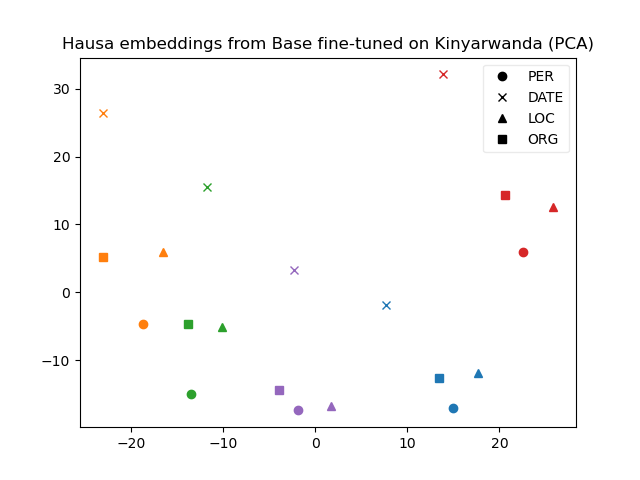 Hausa embeddings from Base fine-tuned on Kinyarwanda (PCA)
PER
DATE
LOC
ORG
30
20
10
0
−10
−20
−10
0
10
20